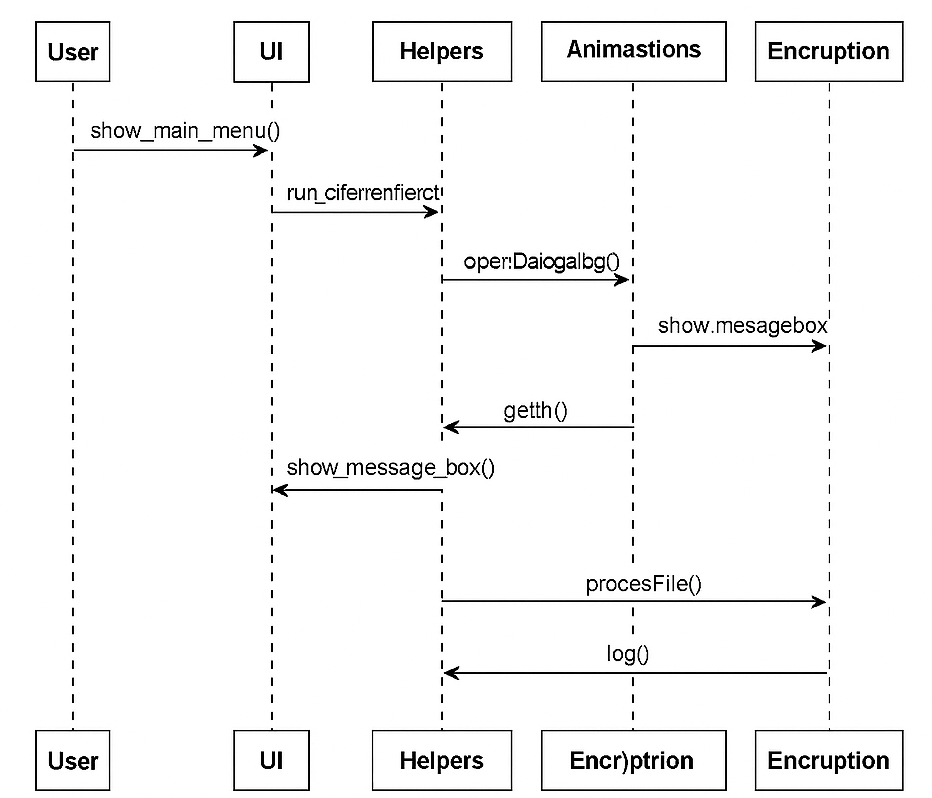 User
UI
Helpers
Animastions
Encruption
show_main_menu()
run_ciferrenfierct
oper:Daiogalbg()
show.mesagebox
getth()
show_message_box()
procesFile()
log()
User
UI
Helpers
Encr)ptrion
Encruption